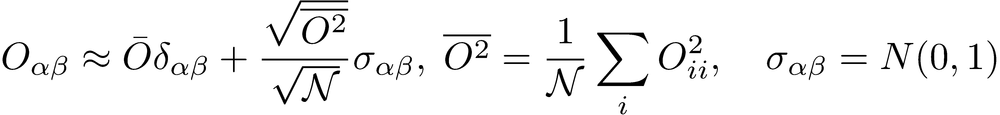 $O_{\alpha\beta} \approx \bar{O}\delta_{\alpha\beta} + \frac{\sqrt{\overline{O^2}}}{\sqrt{\mathcal{N}}}\sigma_{\alpha\beta}, \ \overline{O^2} = \frac{1}{\mathcal{N}}\sum_{i} O_{ii}^2, \quad \sigma_{\alpha\beta} = N(0,1)$